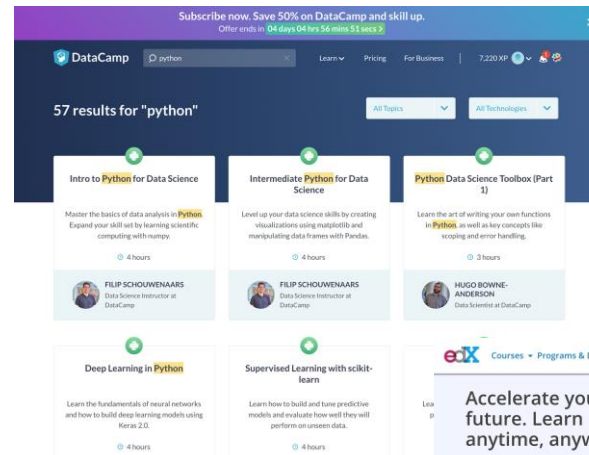 Subscribe now. Save 50% on DataCamp and skill up.
Offer ends in 04 days 04 hrs 56 mins 51 secs
DataCamp
python
Learn
Pricing
For Business
7,220 XP
57 results for "python"
All Topics
All Technologies
Intro to Python for Data Science
Master the basics of data analysis in Python.
Expand your skill set by learning scientific
computing with numpy.
4 hours
FILIP SCHOUWENAARS
Data Science Instructor at
DataCamp
Intermediate Python for Data
Science
Level up your data science skills by creating
visualizations using matplotlib and
manipulating data frames with Pandas.
4 hours
FILIP SCHOUWENAARS
Data Science Instructor at
DataCamp
Python Data Science Toolbox (Part
1)
Learn the art of writing your own functions
in Python, as well as key concepts like
scoping and error handling.
3 hours
HUGO BOWNE-
ANDERSON
Data Scientist at DataCamp
Deep Learning in Python
Learn the fundamentals of neural networks
and how to build deep learning models using
Keras 2.0.
4 hours
Supervised Learning with scikit-
learn
Learn how to build and tune predictive
models and evaluate how well they will
perform on unseen data.
4 hours
edX
Courses
Programs &
Accelerate
future. Learn
anytime,